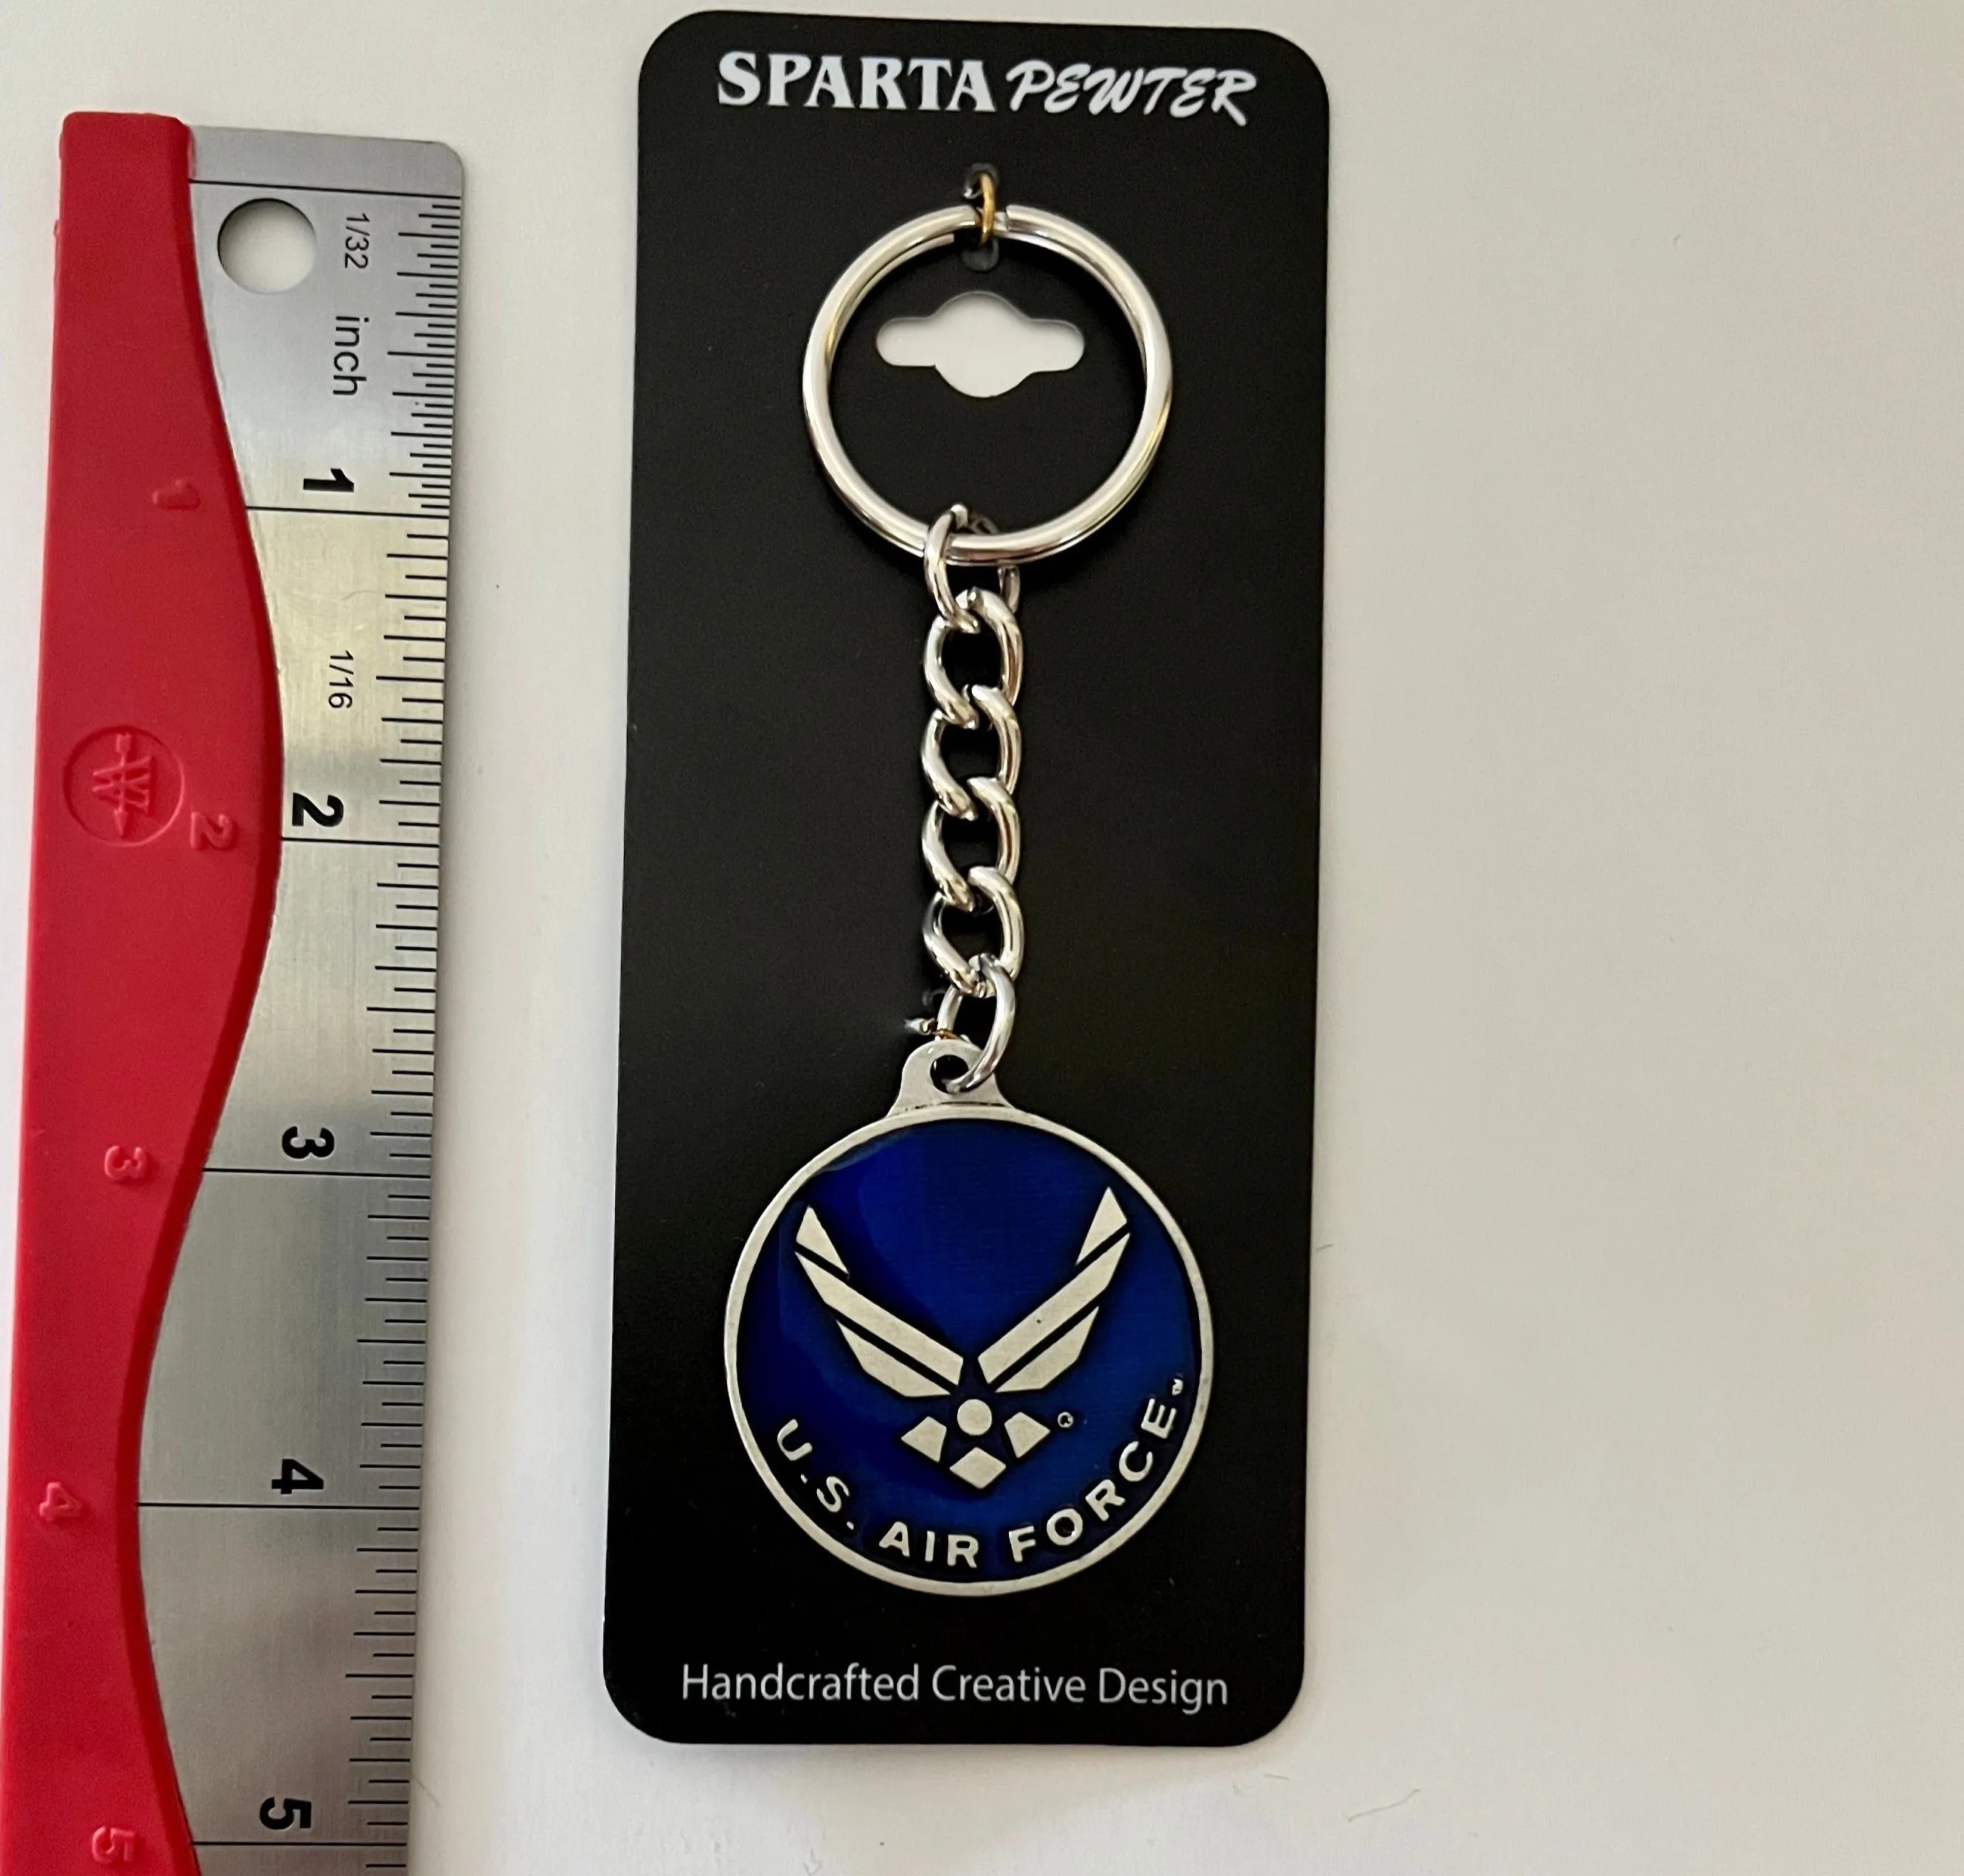 SPARTA PEWTER
1/32 inch
1
1
1/16
2
2
W
3
3
4
4
5
5
U.S. AIR FORCE
®
Handcrafted Creative Design